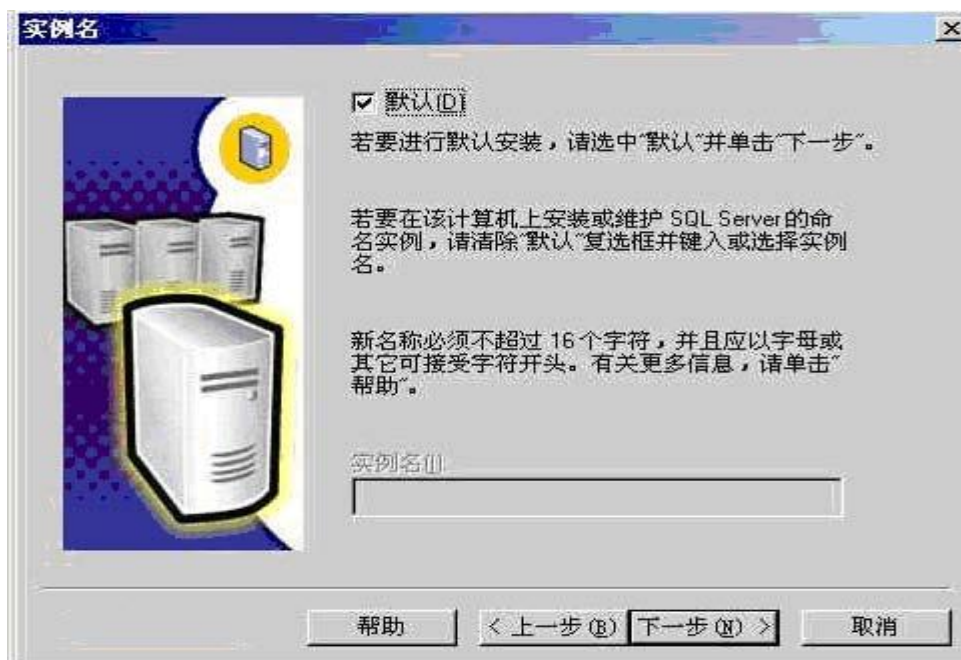 实例名
默认(D)
若要进行默认安装，请选中"默认"并单击"下一步"。
若要在该计算机上安装或维护 SQL Server的命
名实例，请清除"默认"复选框并键入或选择实例
名。
新名称必须不超过 16个字符，并且应以字母或
其它可接受字符开头。有关更多信息，请单击"
帮助"。
实例名(I)
帮助
< 上一步(B)
下一步(N) >
取消